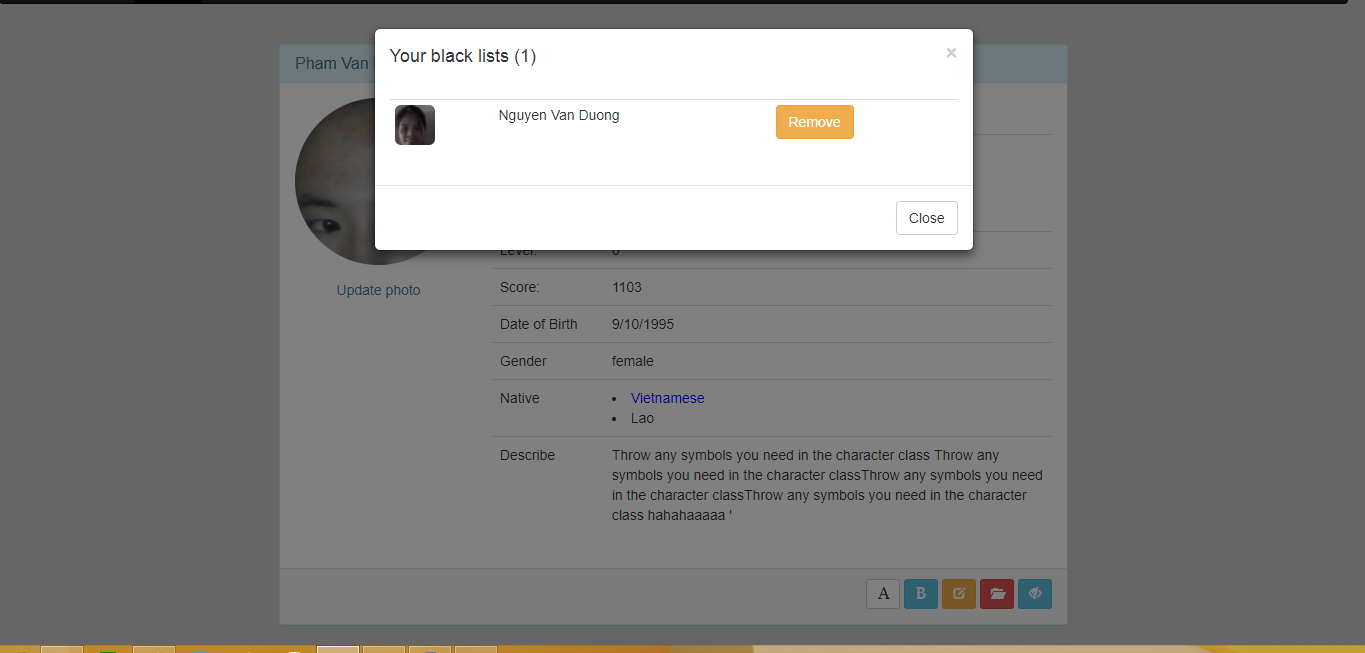 Your black lists (1)
×
Nguyen Van Duong
Remove
Close
Pham Van
Update photo
Level:
Score: 1103
Date of Birth 9/10/1995
Gender female
Native
• Vietnamese
• Lao
Describe Throw any symbols you need in the character class Throw any
symbols you need in the character classThrow any symbols you need
in the character classThrow any symbols you need in the character
class hahahaaaaa '
A B